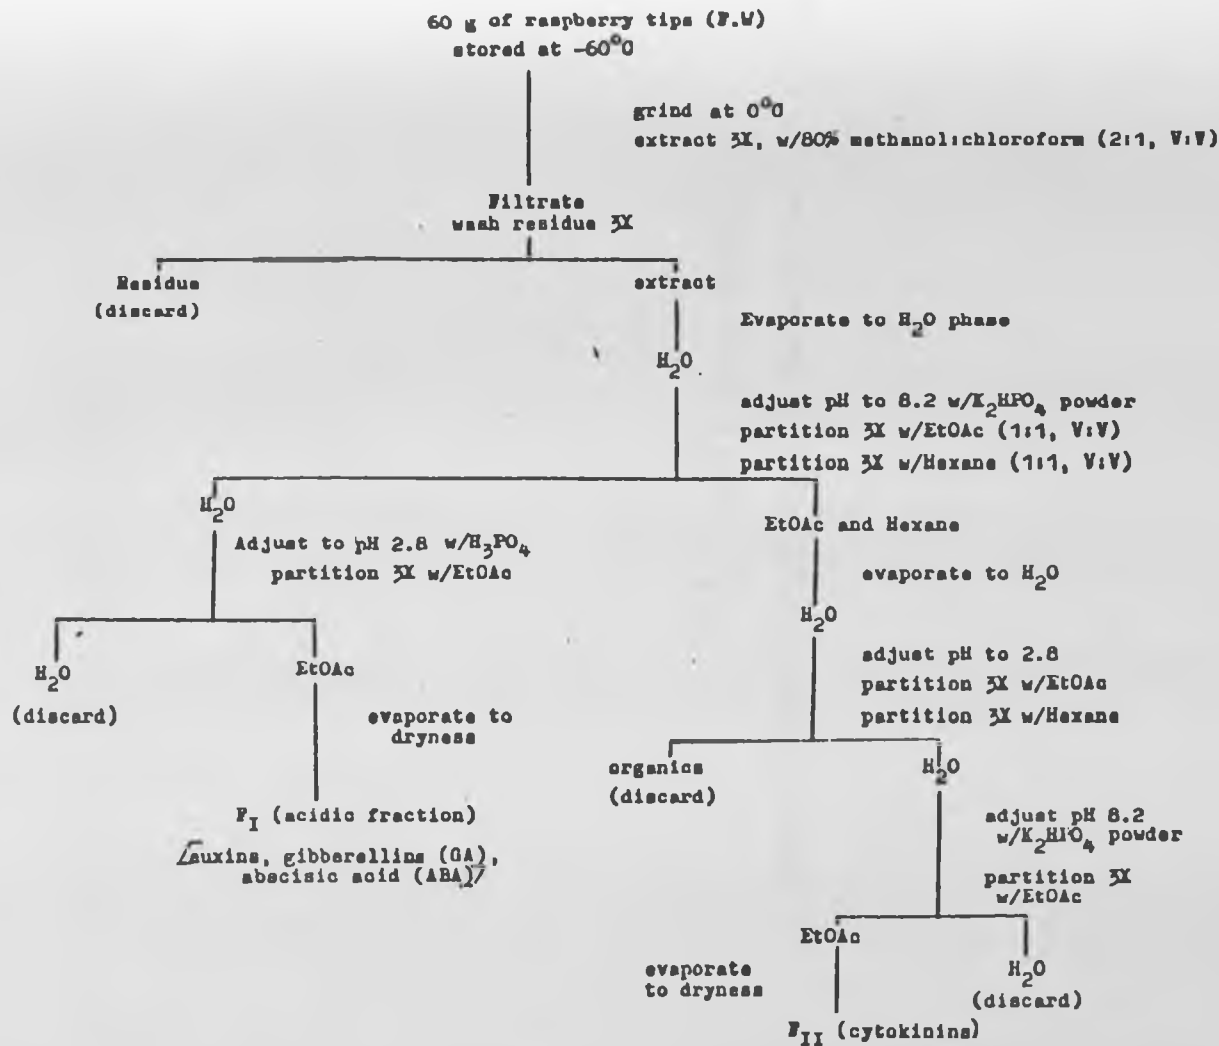 60 g of raspberry tips (F.W)
stored at -60°C
grind at 0°C
extract 3X, w/80% methanol:chloroform (2:1, V:V)
Filtrate
wash residue 3X
Residue
(discard)
extract
Evaporate to H₂O phase
H₂O
adjust pH to 8.2 w/K₂HPO₄ powder
partition 3X w/EtOAc (1:1, V:V)
partition 3X w/Hexane (1:1, V:V)
H₂O
Adjust to pH 2.8 w/H₃PO₄
partition 3X w/EtOAc
H₂O
(discard)
EtOAc
evaporate to
dryness
F_I (acidic fraction)
[auxins, gibberellins (GA),
abscisic acid (ABA)]
EtOAc and Hexane
evaporate to H₂O
H₂O
adjust pH to 2.8
partition 3X w/EtOAc
partition 3X w/Hexane
organics
(discard)
H₂O
adjust pH 8.2
w/K₂HPO₄ powder
partition 3X
w/EtOAc
EtOAc
H₂O
(discard)
evaporate
to dryness
F_II (cytokinins)